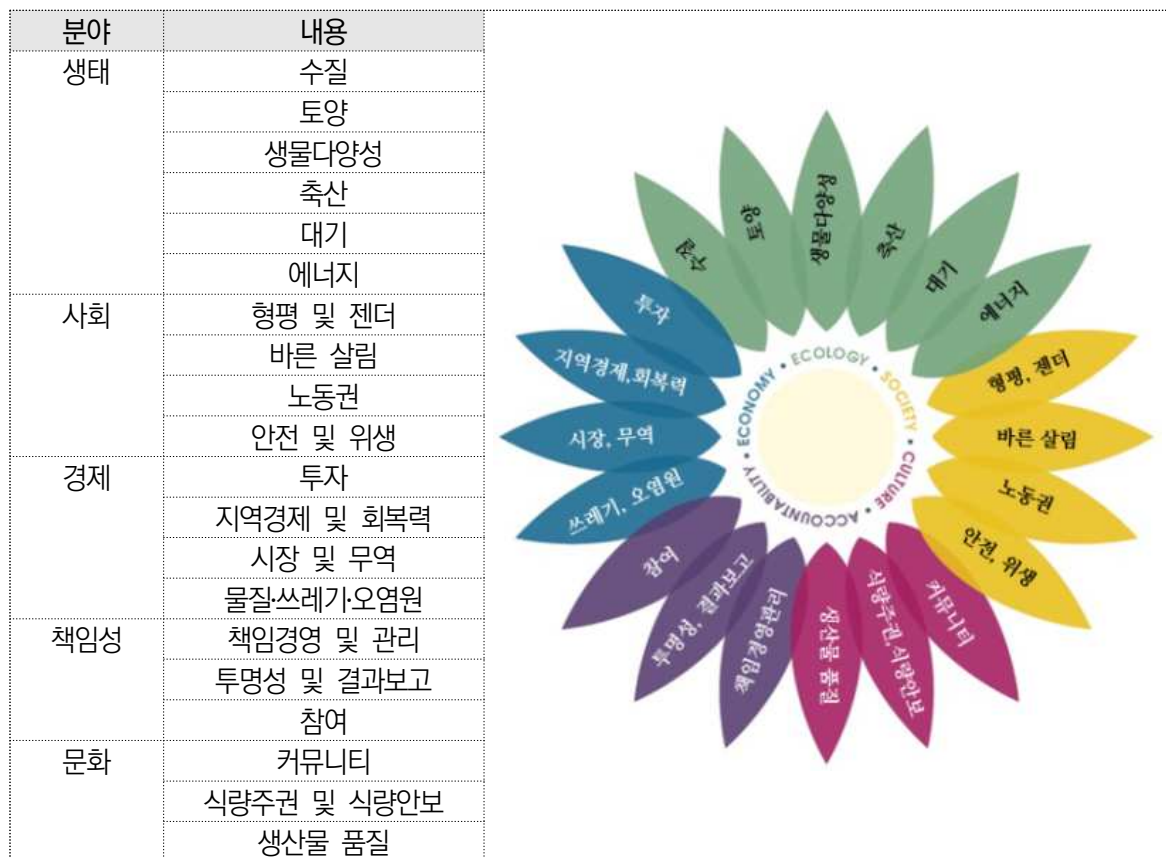 분야 내용
생태 수질
토양
생물다양성
축산
대기
에너지
사회 형평 및 젠더
바른 살림
노동권
안전 및 위생
경제 투자
지역경제 및 회복력
시장 및 무역
물질·쓰레기·오염원
책임성 책임경영 및 관리
투명성 및 결과보고
참여
문화 커뮤니티
식량주권 및 식량안보
생산물 품질
수질
토양
생물다양성
축산
대기
에너지
형평, 젠더
바른 살림
노동권
안전, 위생
커뮤니티
식량주권,식량안보
생산물 품질
책임경영관리
투명성, 결과보고
참여
쓰레기, 오염원
시장, 무역
지역경제,회복력
투자
ECOLOGY • SOCIETY • CULTURE • ACCOUNTABILITY • ECONOMY •